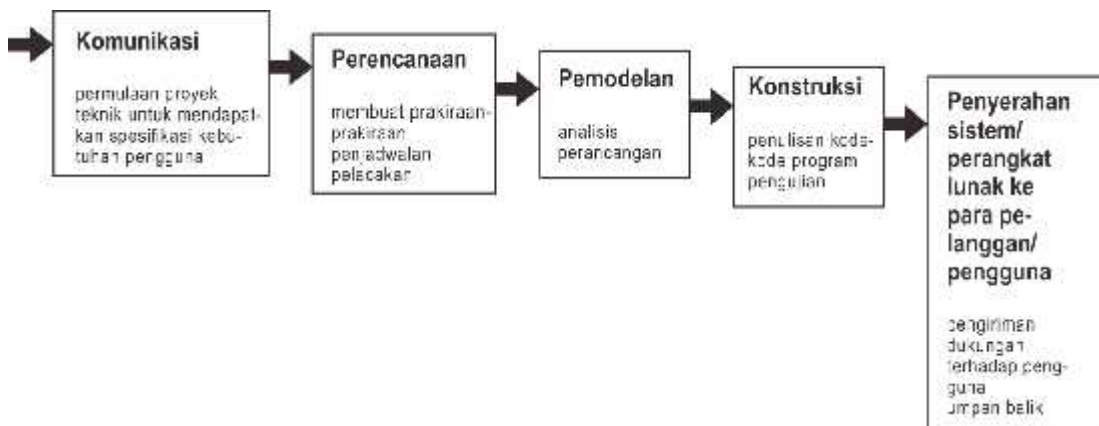 Komunikasi
permulaan proyek
teknik untuk mendapat-
kan spesifikasi kebu-
tuhan pengguna
Perencanaan
membuat prakiraan-
prakiraan
penjadwalan
pelacakan
Pemodelan
analisis
perancangan
Konstruksi
penulisan kode-
kode program
pengujian
Penyerahan
sistem/
perangkat
lunak ke
para pe-
langgan/
pengguna
pengiriman
dukungan
terhadap peng-
guna
umpan balik